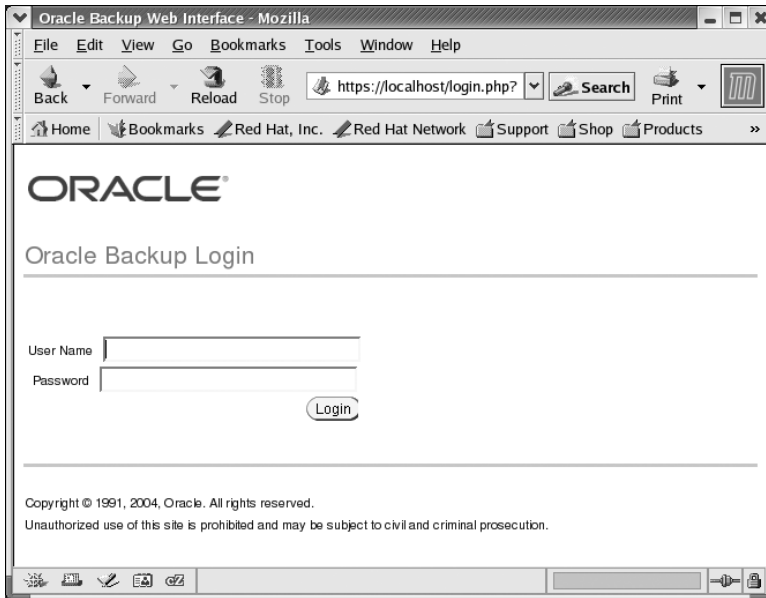 Oracle Backup Web Interface - Mozilla
File Edit View Go Bookmarks Tools Window Help
Back Forward Reload Stop https://localhost/login.php? Search Print
Home Bookmarks Red Hat, Inc. Red Hat Network Support Shop Products »
ORACLE®
Oracle Backup Login
User Name
Password
Login
Copyright © 1991, 2004, Oracle. All rights reserved.
Unauthorized use of this site is prohibited and may be subject to civil and criminal prosecution.